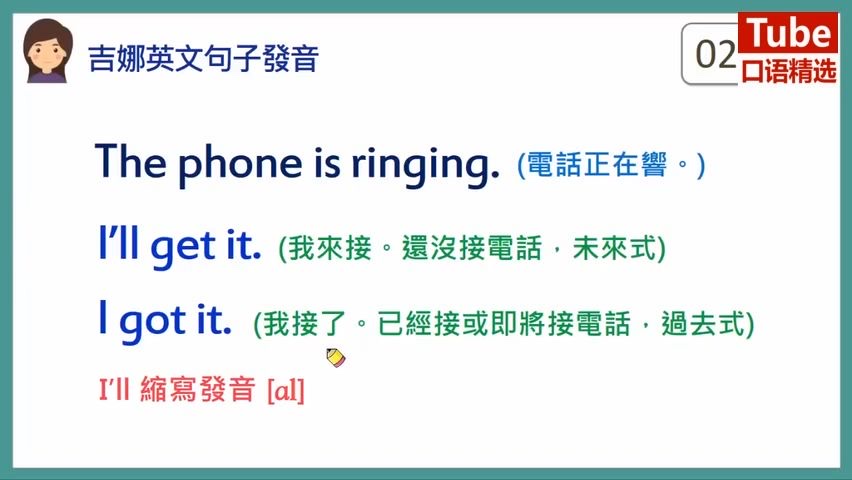 吉娜英文句子發音
02
Tube
口语精选
The phone is ringing. (電話正在響。)
I'll get it. (我來接。還沒接電話，未來式)
I got it. (我接了。已經接或即將接電話，過去式)
I'll 縮寫發音 [al]